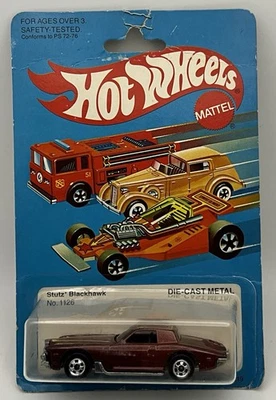 FOR AGES OVER 3
SAFETY-TESTED
Conforms to PS 72-76
Hot Wheels
MATTEL
51
Stutz* Blackhawk
No. 1126
DIE-CAST METAL